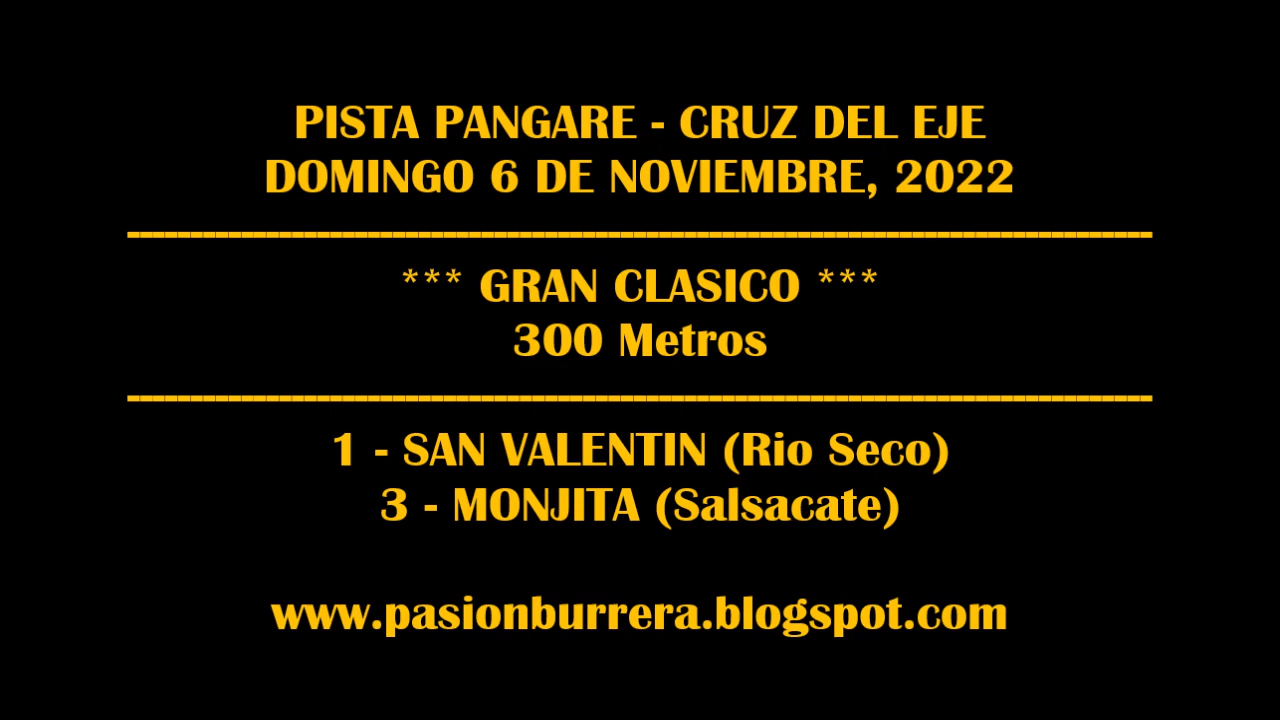 PISTA PANGARE - CRUZ DEL EJE
DOMINGO 6 DE NOVIEMBRE, 2022
--------------------------------------------------------------------------------
*** GRAN CLASICO ***
300 Metros
--------------------------------------------------------------------------------
1 - SAN VALENTIN (Rio Seco)
3 - MONJITA (Salsacate)
www.pasionburrera.blogspot.com